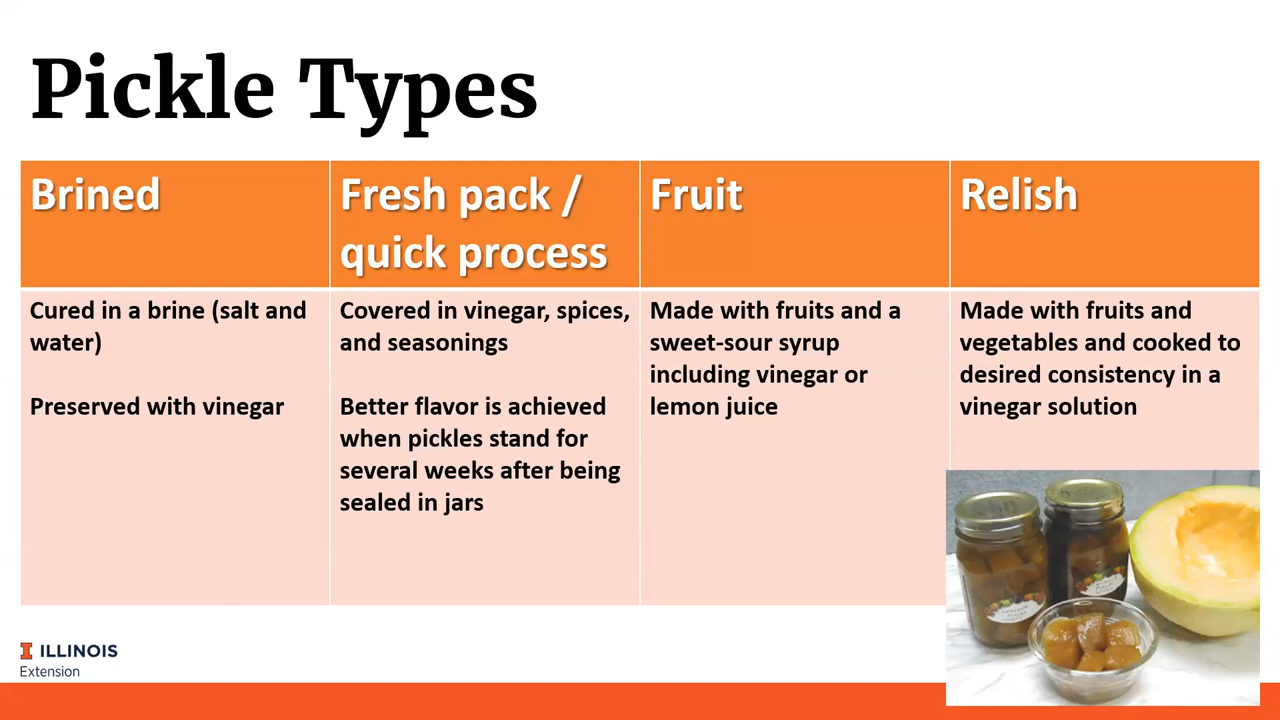 Pickle Types
Brined
Fresh pack /
quick process
Fruit
Relish
Cured in a brine (salt and
water)
Preserved with vinegar
Covered in vinegar, spices,
and seasonings
Better flavor is achieved
when pickles stand for
several weeks after being
sealed in jars
Made with fruits and a
sweet-sour syrup
including vinegar or
lemon juice
Made with fruits and
vegetables and cooked to
desired consistency in a
vinegar solution
I ILLINOIS
Extension